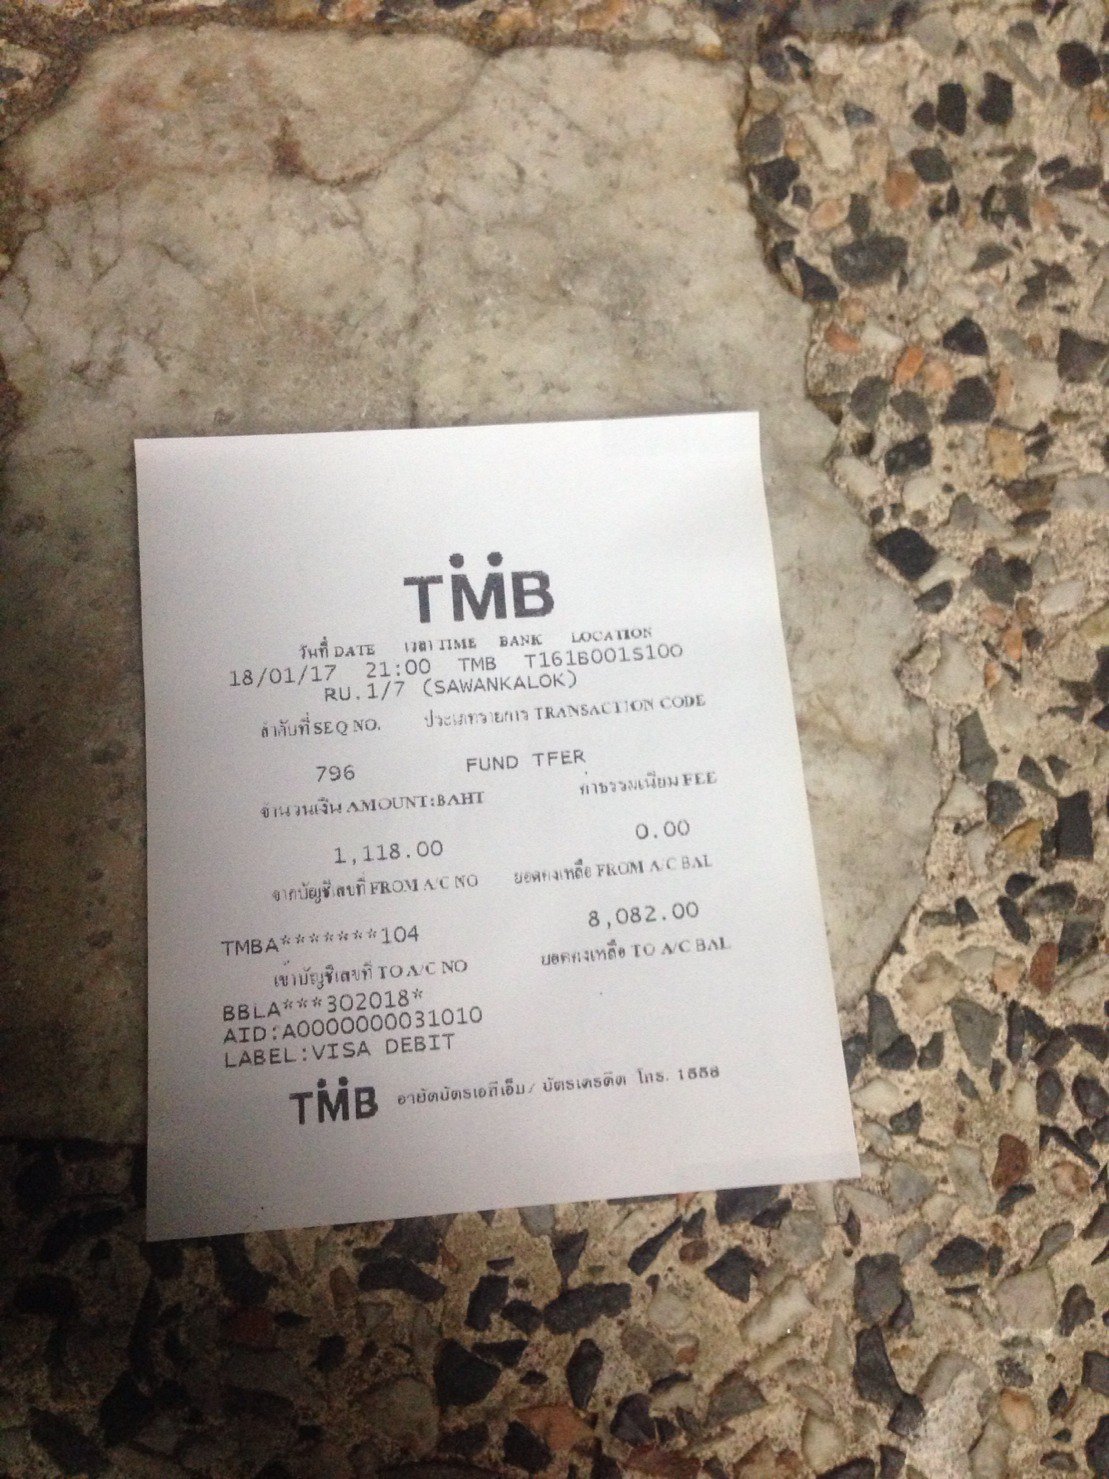 TMB
วันที่ DATE เวลา TIME BANK LOCATION
18/01/17 21:00 TMB T161B001S100
RU.1/7 (SAWANKALOK)
ลำดับที่ SEQ NO. ประเภทรายการ TRANSACTION CODE
796 FUND TFER
จำนวนเงิน AMOUNT:BAHT ค่าธรรมเนียม FEE
1,118.00 0.00
จากบัญชีเลขที่ FROM A/C NO ยอดคงเหลือ FROM A/C BAL
TMBA*******104 8,082.00
เข้าบัญชีเลขที่ TO A/C NO ยอดคงเหลือ TO A/C BAL
BBLA***302018*
AID:A0000000031010
LABEL:VISA DEBIT
TMB อายัดบัตรเอทีเอ็ม/บัตรเครดิต โทร. 1558